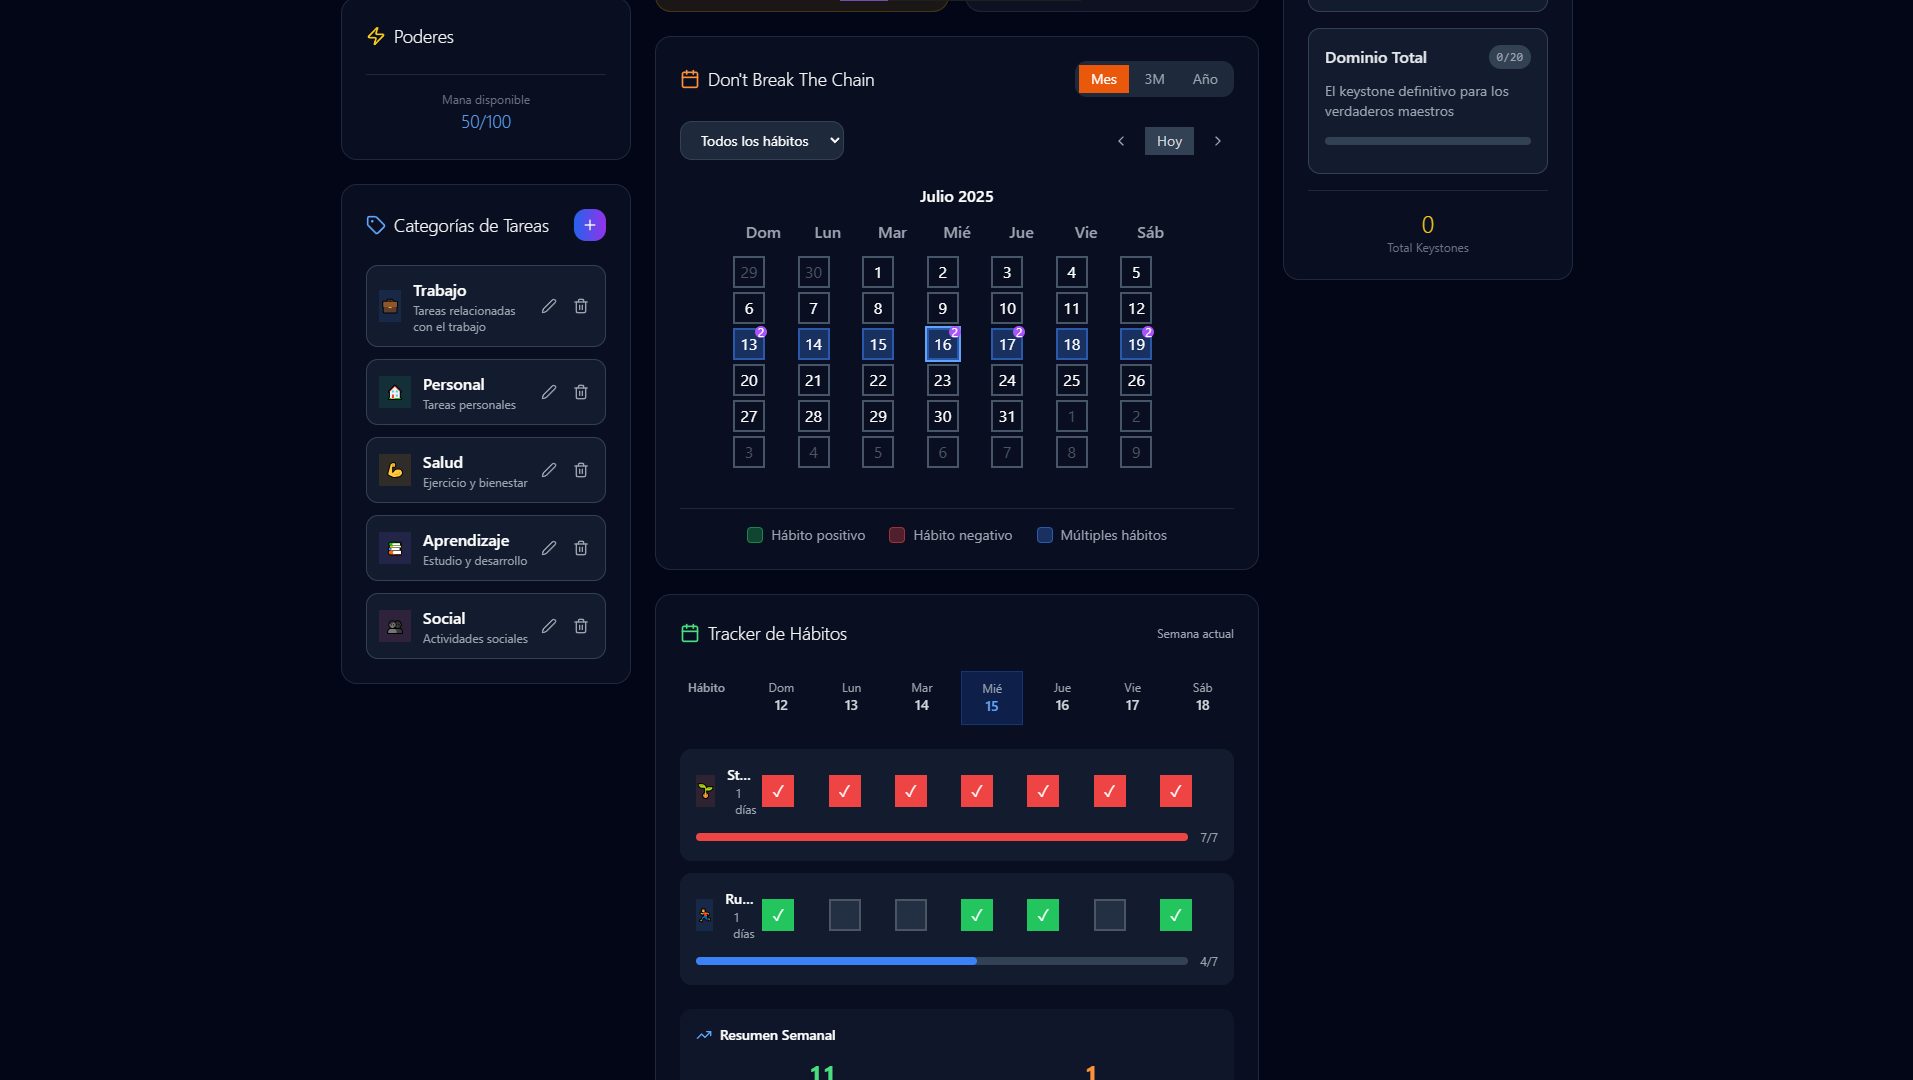 Poderes
Mana disponible
50/100
Categorías de Tareas
Trabajo
Tareas relacionadas
con el trabajo
Personal
Tareas personales
Salud
Ejercicio y bienestar
Aprendizaje
Estudio y desarrollo
Social
Actividades sociales
Don't Break The Chain
Mes 3M Año
Todos los hábitos
Hoy
Julio 2025
Dom Lun Mar Mié Jue Vie Sáb
29 30 1 2 3 4 5
6 7 8 9 10 11 12
2 2 2 2
13 14 15 16 17 18 19
20 21 22 23 24 25 26
27 28 29 30 31 1 2
3 4 5 6 7 8 9
Hábito positivo Hábito negativo Múltiples hábitos
Tracker de Hábitos
Semana actual
Hábito Dom Lun Mar Mié Jue Vie Sáb
12 13 14 15 16 17 18
St...
1
días
✓ ✓ ✓ ✓ ✓ ✓ ✓
7/7
Ru...
1
días
✓ ✓ ✓ ✓
4/7
Resumen Semanal
11 1
Dominio Total 0/20
El keystone definitivo para los
verdaderos maestros
0
Total Keystones